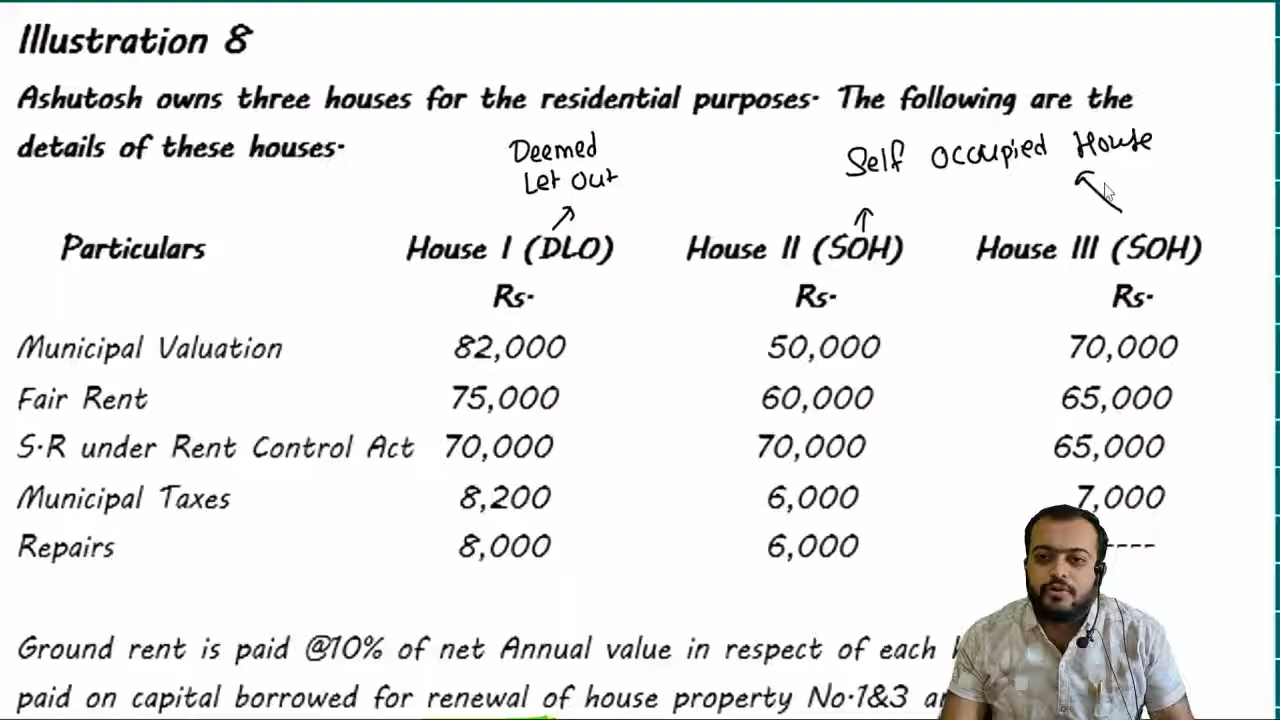 Illustration 8
Ashutosh owns three houses for the residential purposes. The following are the
details of these houses.
Deemed
Let Out
Self Occupied House
Particulars House I (DLO) House II (SOH) House III (SOH)
Rs. Rs. Rs.
Municipal Valuation 82,000 50,000 70,000
Fair Rent 75,000 60,000 65,000
S.R under Rent Control Act 70,000 70,000 65,000
Municipal Taxes 8,200 6,000 7,000
Repairs 8,000 6,000 ----
Ground rent is paid @10% of net Annual value in respect of each
paid on capital borrowed for renewal of house property No.1&3